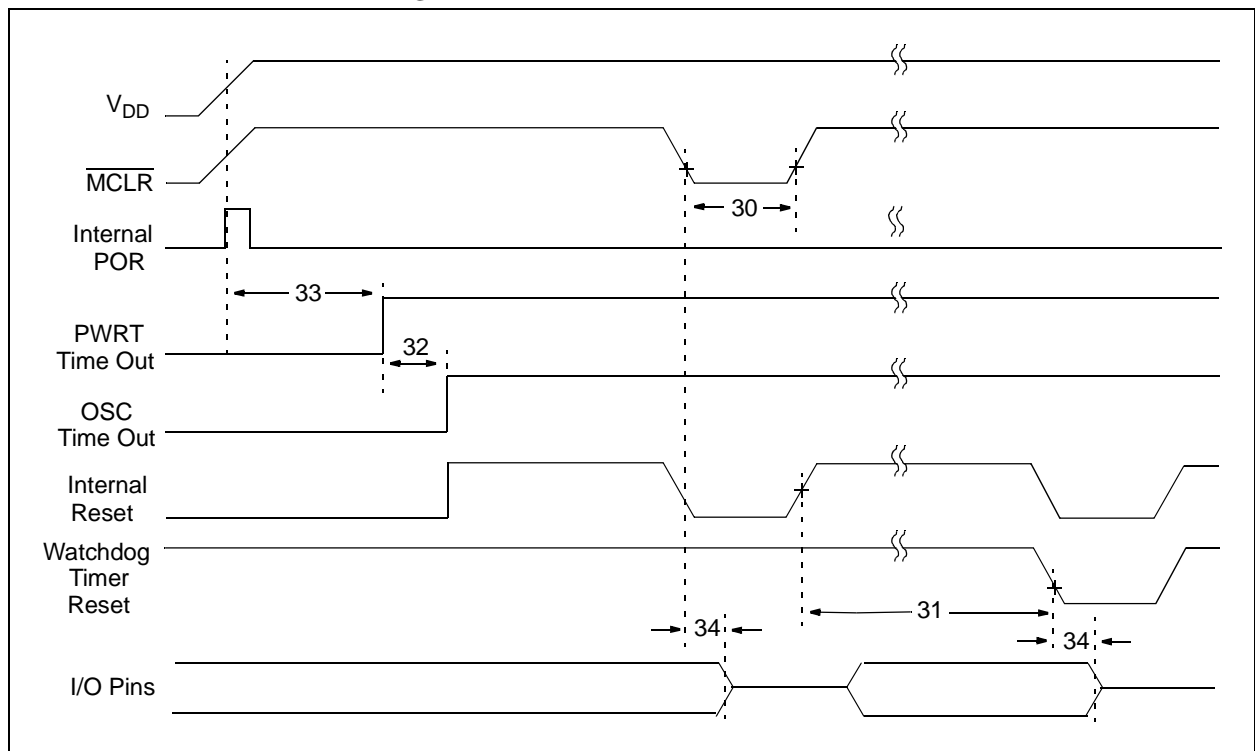 VDD
MCLR
30
Internal
POR
33
PWRT
Time Out
32
OSC
Time Out
Internal
Reset
Watchdog
Timer
Reset
31
34
34
I/O Pins